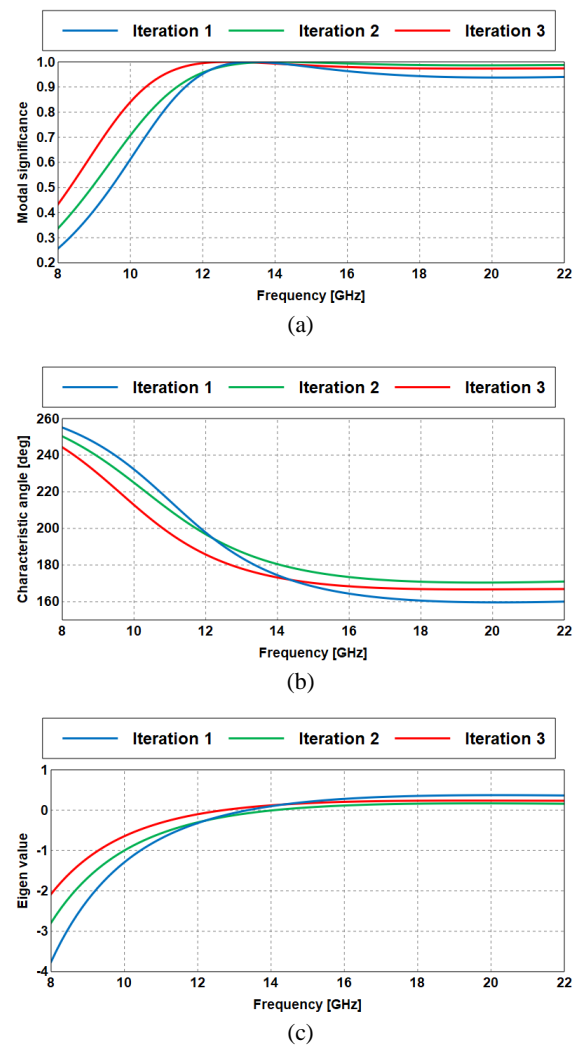 Iteration 1 Iteration 2 Iteration 3
Modal significance
1.0
0.9
0.8
0.7
0.6
0.5
0.4
0.3
0.2
8 10 12 14 16 18 20 22
Frequency [GHz]
(a)
Iteration 1 Iteration 2 Iteration 3
Characteristic angle [deg]
260
240
220
200
180
160
8 10 12 14 16 18 20 22
Frequency [GHz]
(b)
Iteration 1 Iteration 2 Iteration 3
Eigen value
1
0
-1
-2
-3
-4
8 10 12 14 16 18 20 22
Frequency [GHz]
(c)